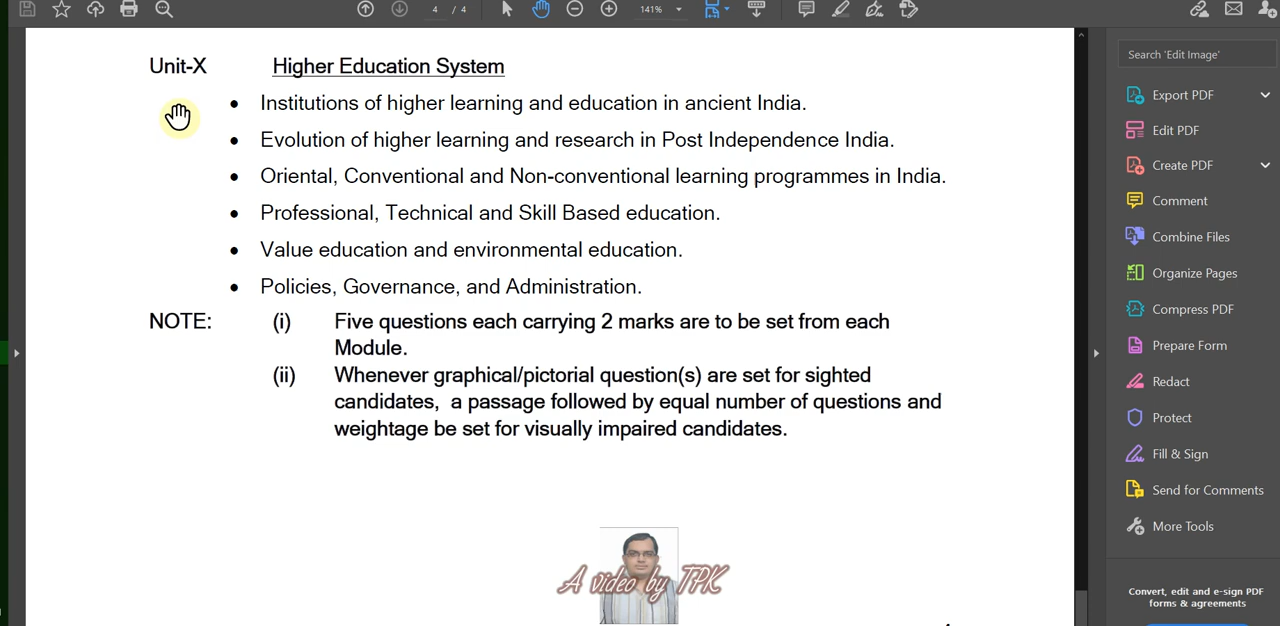 4 / 4
141%
Unit-X Higher Education System
• Institutions of higher learning and education in ancient India.
• Evolution of higher learning and research in Post Independence India.
• Oriental, Conventional and Non-conventional learning programmes in India.
• Professional, Technical and Skill Based education.
• Value education and environmental education.
• Policies, Governance, and Administration.
NOTE: (i) Five questions each carrying 2 marks are to be set from each
Module.
(ii) Whenever graphical/pictorial question(s) are set for sighted
candidates, a passage followed by equal number of questions and
weightage be set for visually impaired candidates.
A video by TPK
Search 'Edit Image'
Export PDF
Edit PDF
Create PDF
Comment
Combine Files
Organize Pages
Compress PDF
Prepare Form
Redact
Protect
Fill & Sign
Send for Comments
More Tools
Convert, edit and e-sign PDF
forms & agreements